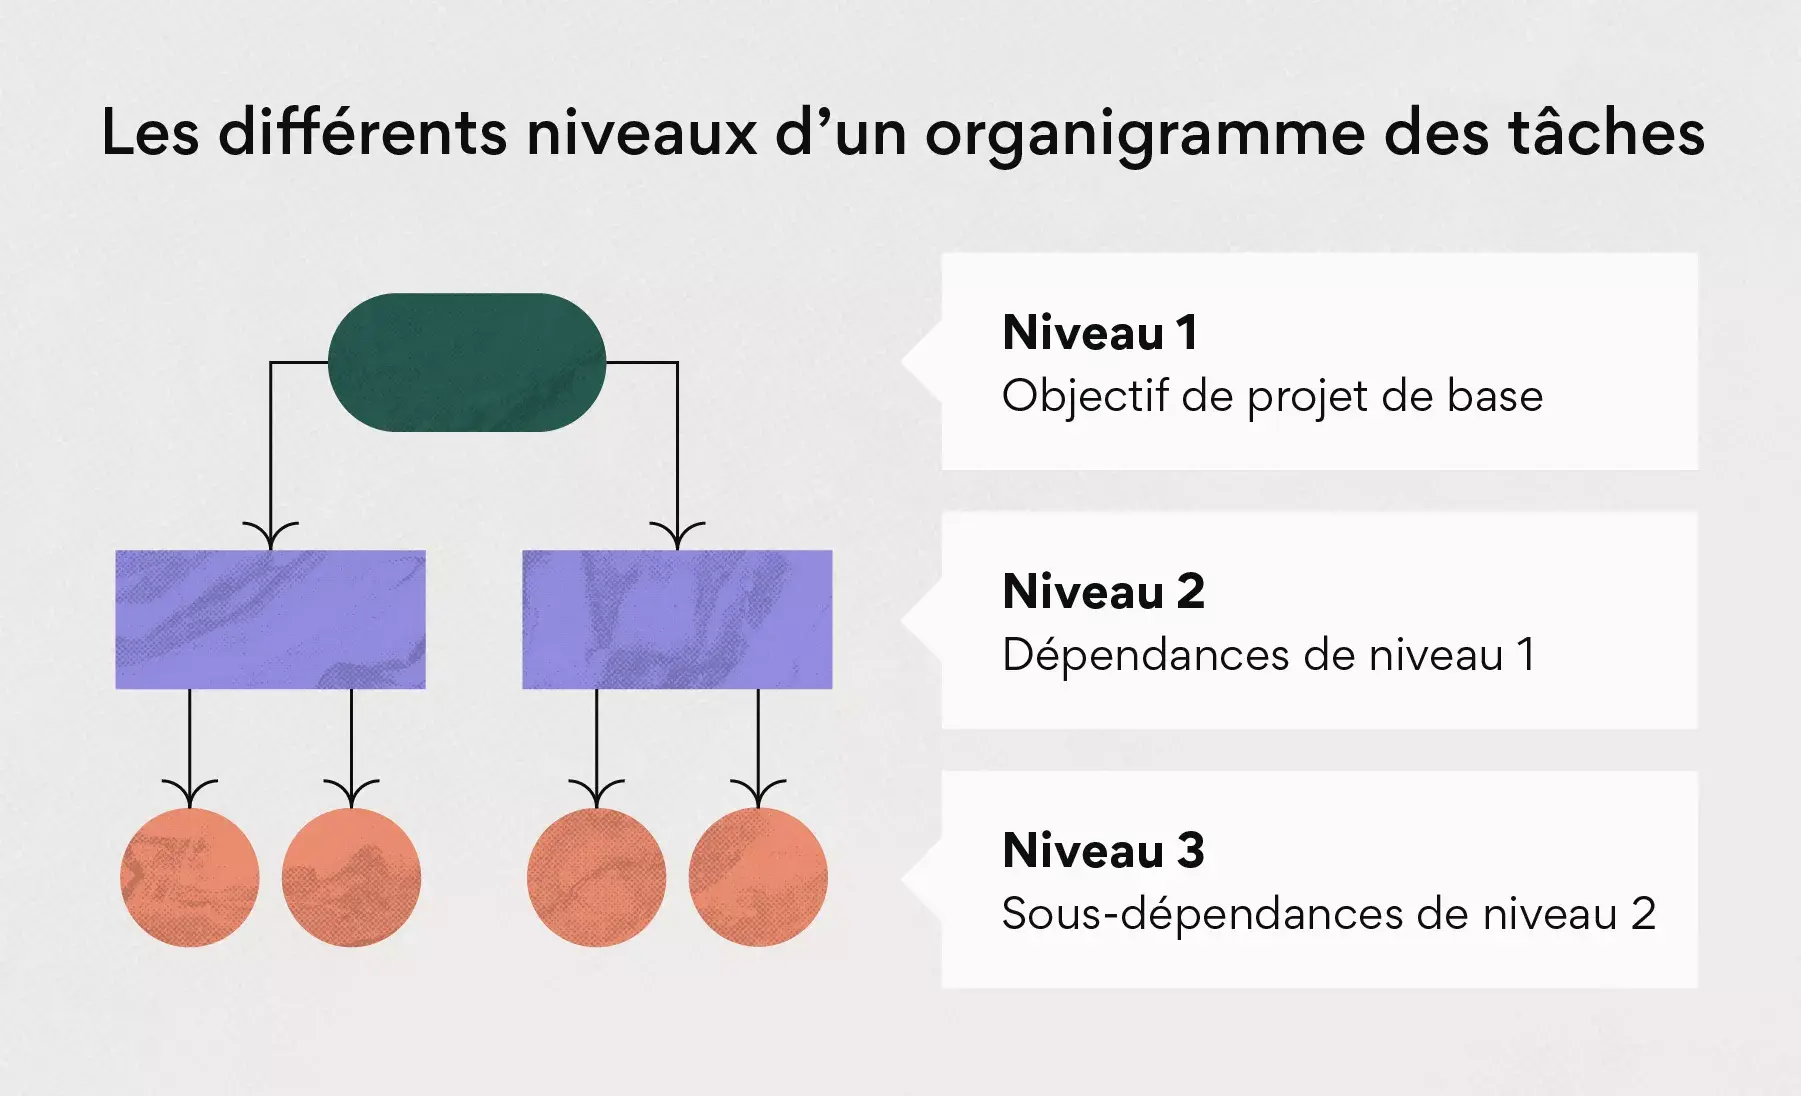 Les différents niveaux d’un organigramme des tâches
Niveau 1
Objectif de projet de base
Niveau 2
Dépendances de niveau 1
Niveau 3
Sous-dépendances de niveau 2